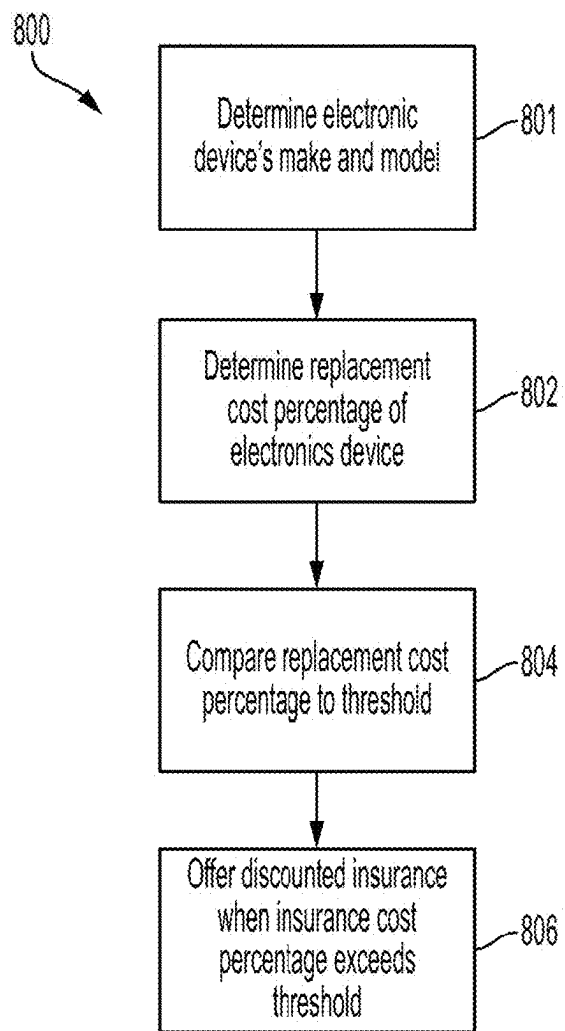 800
Determine electronic
device's make and model
801
Determine replacement
cost percentage of
electronics device
802
Compare replacement cost
percentage to threshold
804
Offer discounted insurance
when insurance cost
percentage exceeds
threshold
806